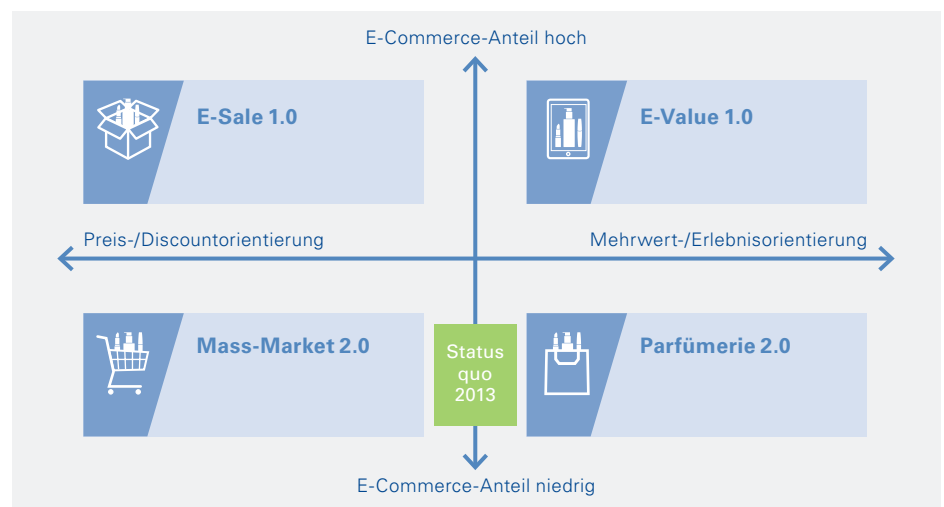 E-Commerce-Anteil hoch
E-Sale 1.0
E-Value 1.0
Preis-/Discountorientierung
Mehrwert-/Erlebnisorientierung
Mass-Market 2.0
Status
quo
2013
Parfümerie 2.0
E-Commerce-Anteil niedrig